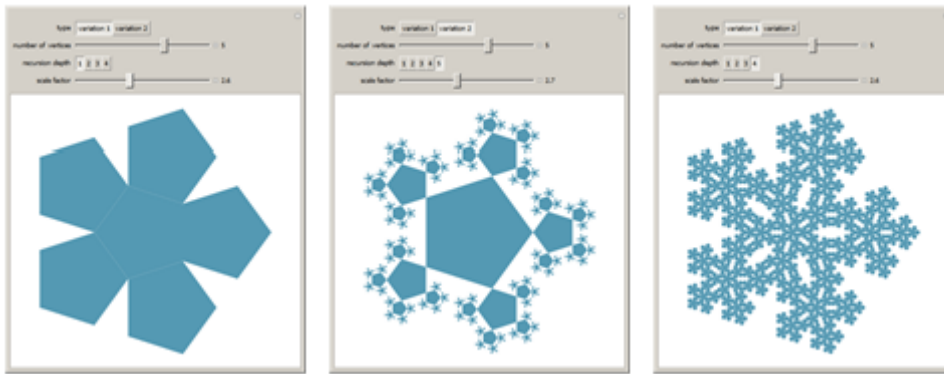 type variation 1 variation 2
number of vertices 5
recursion depth 1 2 3 4
scale factor 2.6
type variation 1 variation 2
number of vertices 5
recursion depth 1 2 3 4 5
scale factor 2.7
type variation 1 variation 2
number of vertices 5
recursion depth 1 2 3 4
scale factor 2.6